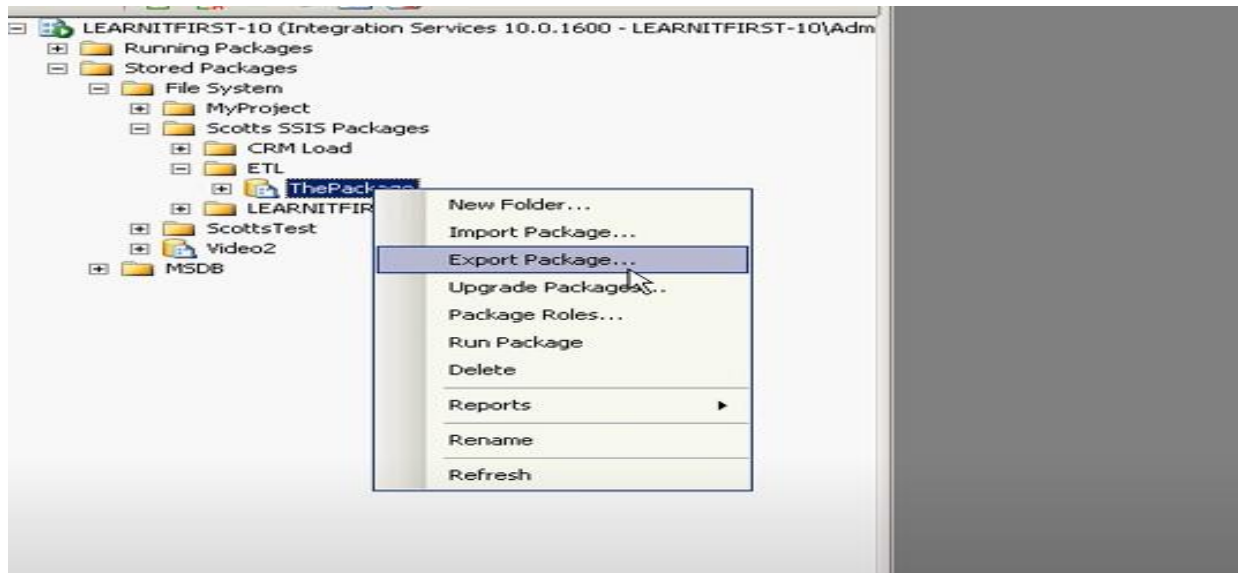 LEARNITFIRST-10 (Integration Services 10.0.1600 - LEARNITFIRST-10\Adm
Running Packages
Stored Packages
File System
MyProject
Scotts SSIS Packages
CRM Load
ETL
ThePackage
LEARNITFIR
ScottsTest
Video2
MSDB
New Folder...
Import Package...
Export Package...
Upgrade Packages...
Package Roles...
Run Package
Delete
Reports
Rename
Refresh